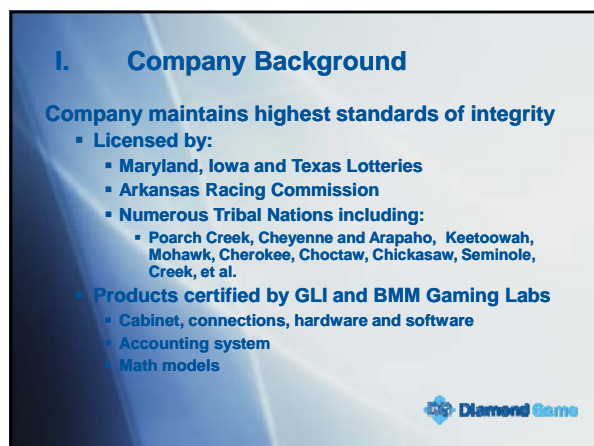 I. Company Background
Company maintains highest standards of integrity
▪ Licensed by:
▪ Maryland, Iowa and Texas Lotteries
▪ Arkansas Racing Commission
▪ Numerous Tribal Nations including:
▪ Poarch Creek, Cheyenne and Arapaho, Keetoowah,
Mohawk, Cherokee, Choctaw, Chickasaw, Seminole,
Creek, et al.
▪ Products certified by GLI and BMM Gaming Labs
▪ Cabinet, connections, hardware and software
▪ Accounting system
▪ Math models
Diamond Game